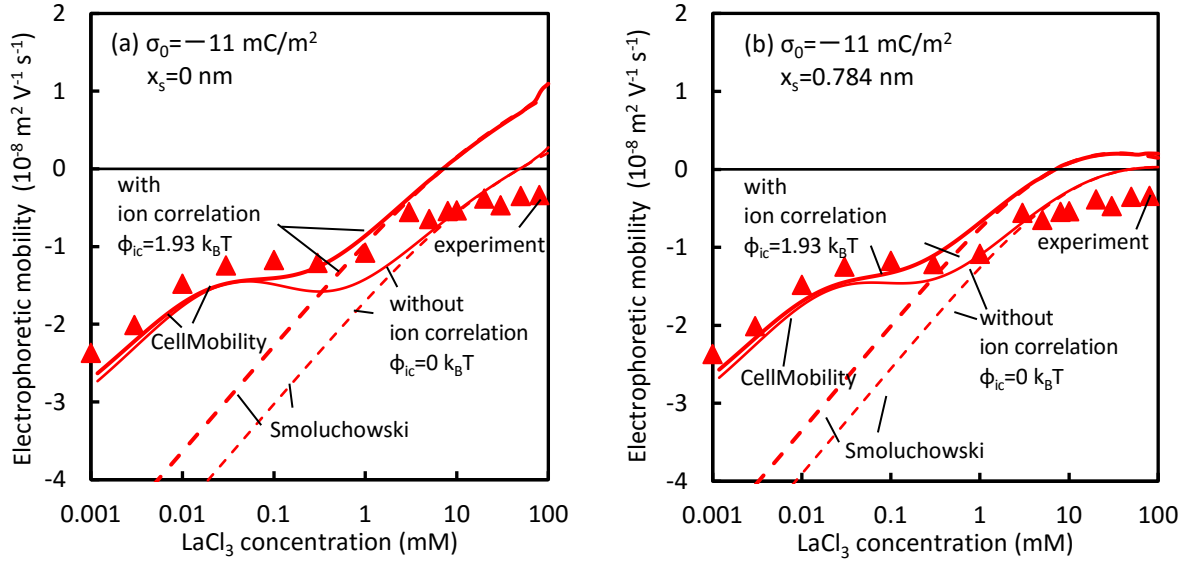 Electrophoretic mobility (10⁻⁸ m² V⁻¹ s⁻¹)
2
1
0
-1
-2
-3
-4
(a) σ₀=－11 mC/m²
xₛ=0 nm
with
ion correlation
ϕic=1.93 kBT
experiment
without
ion correlation
ϕic=0 kBT
CellMobility
Smoluchowski
0.001 0.01 0.1 1 10 100
LaCl₃ concentration (mM)
Electrophoretic mobility (10⁻⁸ m² V⁻¹ s⁻¹)
2
1
0
-1
-2
-3
-4
(b) σ₀=－11 mC/m²
xₛ=0.784 nm
with
ion correlation
ϕic=1.93 kBT
experiment
without
ion correlation
ϕic=0 kBT
CellMobility
Smoluchowski
0.001 0.01 0.1 1 10 100
LaCl₃ concentration (mM)